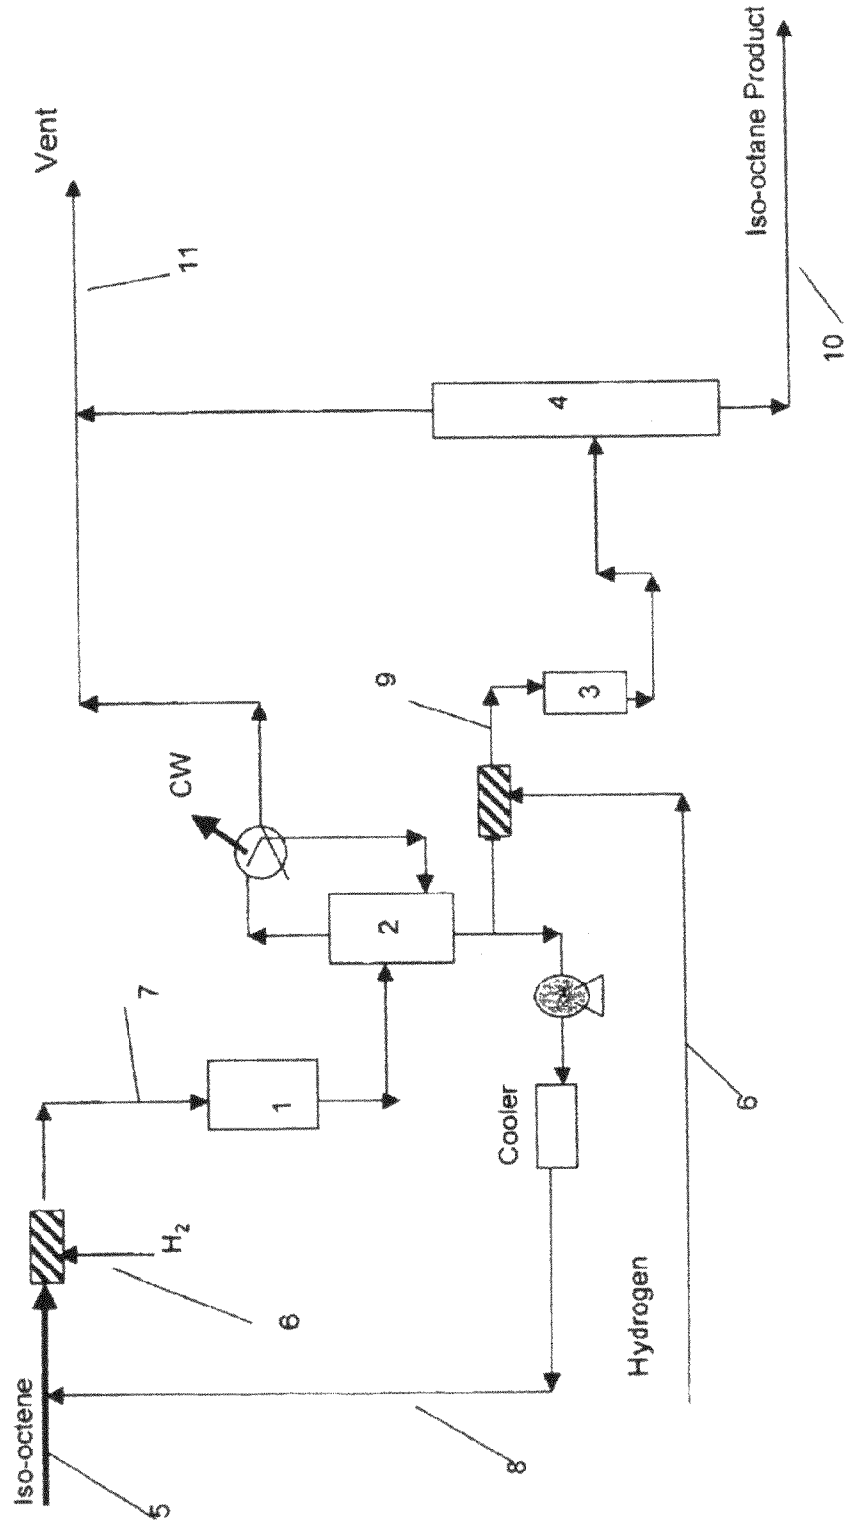 Vent
11
Iso-octane Product
10
4
9
3
CW
2
7
1
Cooler
H2
6
6
Hydrogen
Iso-octene
5
8